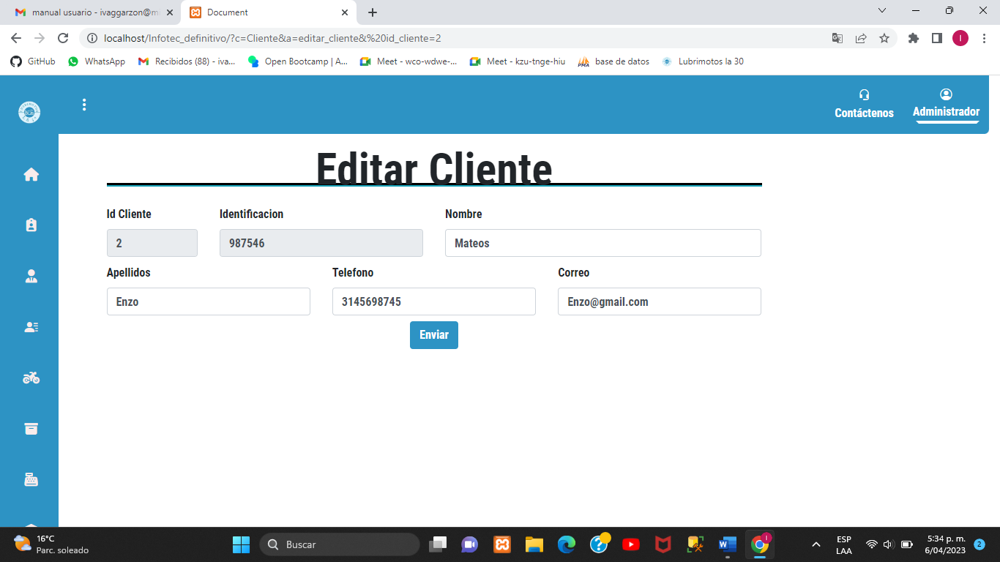 manual usuario - ivaggarzon@mi
Document
localhost/Infotec_definitivo/?c=Cliente&a=editar_cliente&%20id_cliente=2
I
GitHub
WhatsApp
Recibidos (88) - iva...
Open Bootcamp | A...
Meet - wco-wdwe-...
Meet - kzu-tnge-hiu
PMA
base de datos
Lubrimotos la 30
Contáctenos
Administrador
Editar Cliente
Id Cliente
Identificacion
Nombre
2
987546
Mateos
Apellidos
Telefono
Correo
Enzo
3145698745
Enzo@gmail.com
Enviar
16°C
Parc. soleado
Buscar
I
ESP
LAA
5:34 p. m.
6/04/2023
2